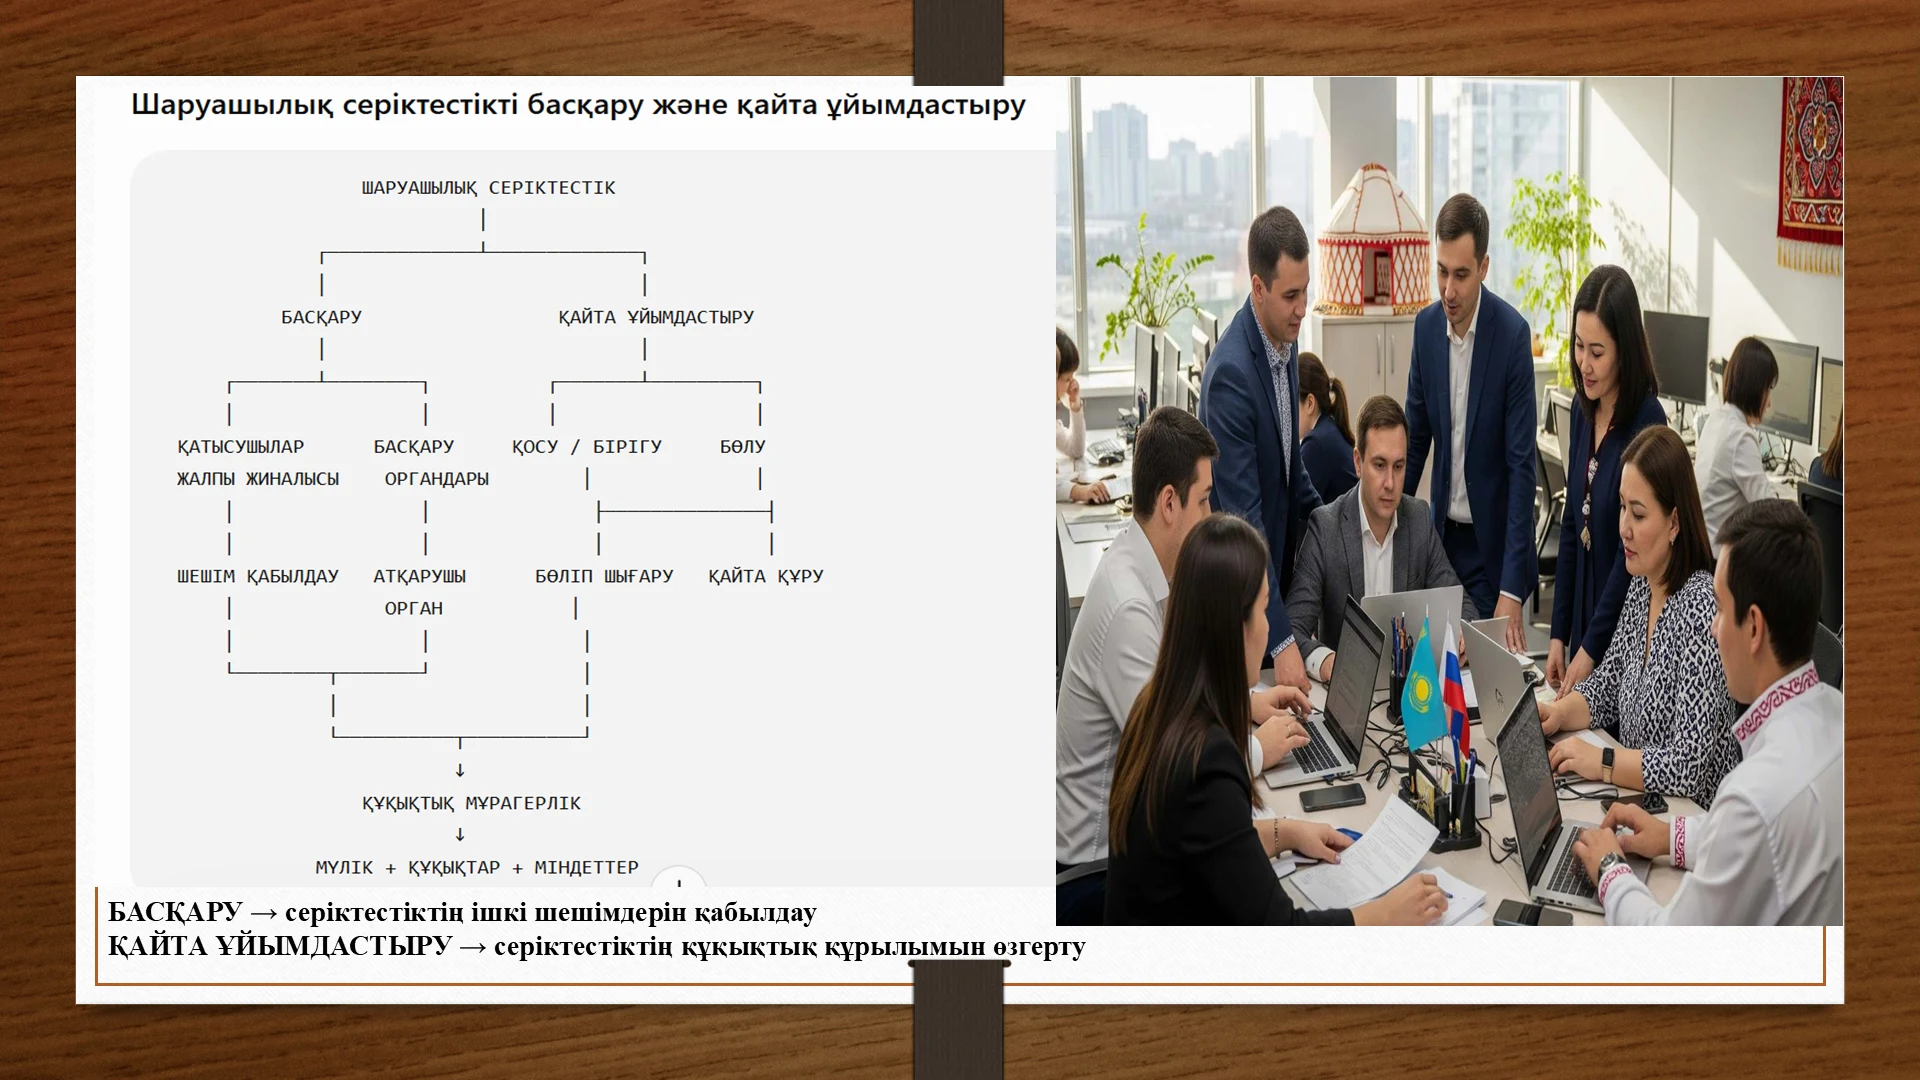 Шаруашылық серіктестікті басқару және қайта ұйымдастыру
ШАРУАШЫЛЫҚ СЕРІКТЕСТІК
БАСҚАРУ ҚАЙТА ҰЙЫМДАСТЫРУ
ҚАТЫСУШЫЛАР БАСҚАРУ ҚОСУ / БІРІГУ БӨЛУ
ЖАЛПЫ ЖИНАЛЫСЫ ОРГАНДАРЫ
ШЕШІМ ҚАБЫЛДАУ АТҚАРУШЫ БӨЛІП ШЫҒАРУ ҚАЙТА ҚҰРУ
ОРГАН
↓
ҚҰҚЫҚТЫҚ МҰРАГЕРЛІК
↓
МҮЛІК + ҚҰҚЫҚТАР + МІНДЕТТЕР
БАСҚАРУ → серіктестіктің ішкі шешімдерін қабылдау
ҚАЙТА ҰЙЫМДАСТЫРУ → серіктестіктің құқықтық құрылымын өзгерту